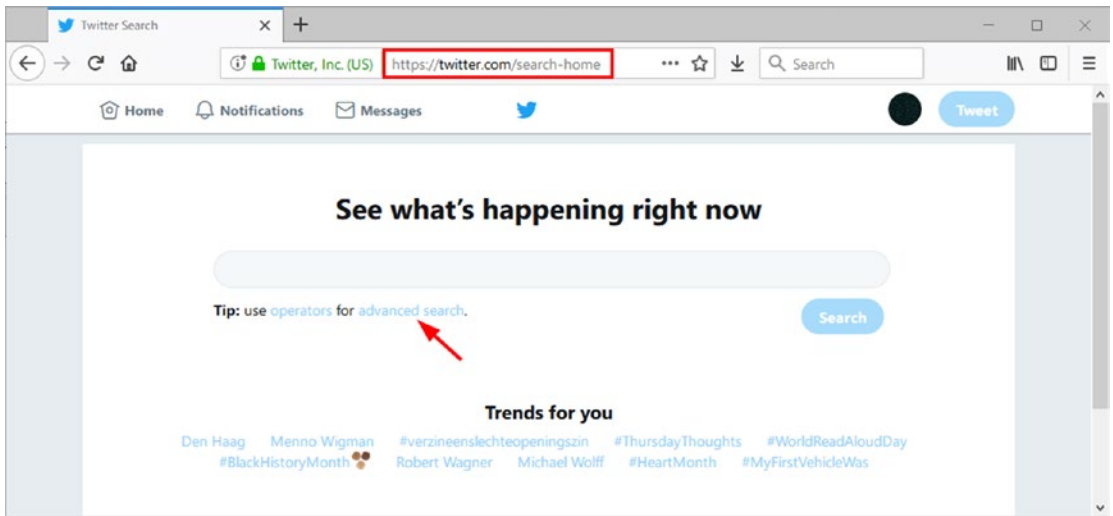 Twitter Search
Twitter, Inc. (US) https://twitter.com/search-home Search
Home Notifications Messages Tweet
See what's happening right now
Tip: use operators for advanced search.
Search
Trends for you
Den Haag Menno Wigman #verzineenslechteopeningszin #ThursdayThoughts #WorldReadAloudDay
#BlackHistoryMonth Robert Wagner Michael Wolff #HeartMonth #MyFirstVehicleWas